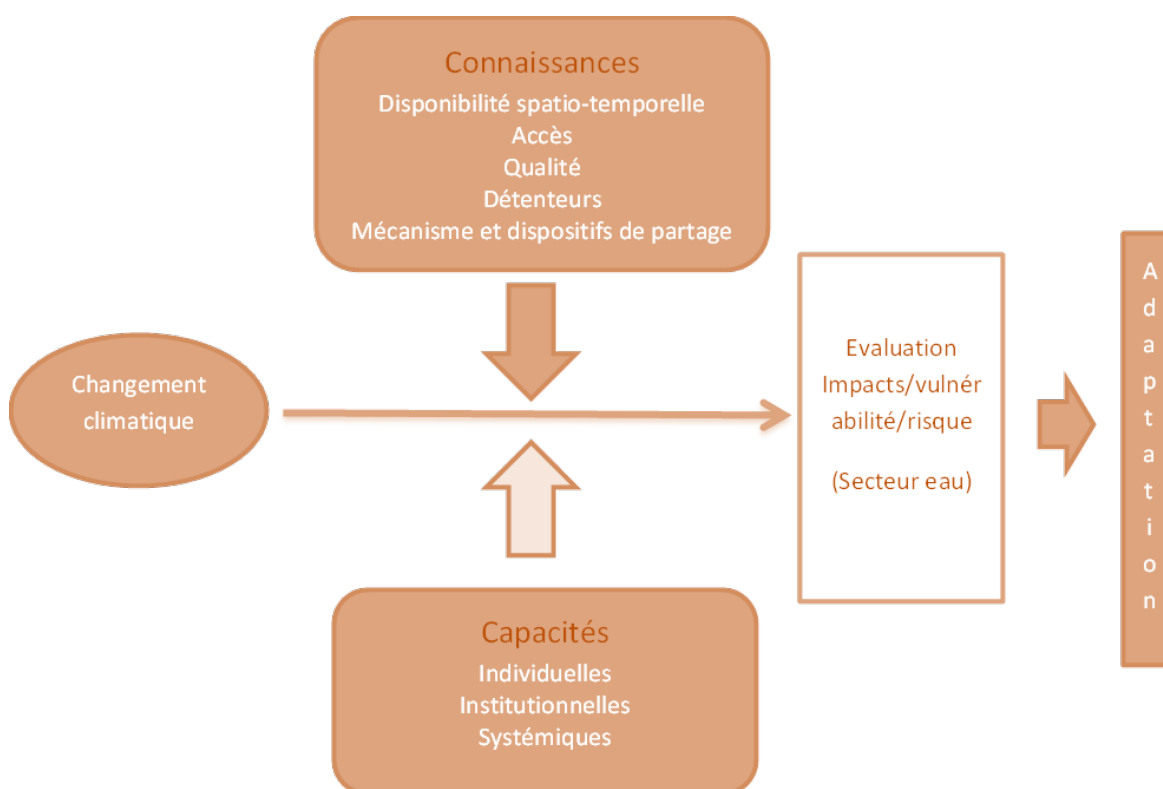 Connaissances
Disponibilité spatio-temporelle
Accès
Qualité
Détenteurs
Mécanisme et dispositifs de partage
Changement
climatique
Evaluation
Impacts/vulnér
abilité/risque
(Secteur eau)
A
d
a
p
t
a
t
i
o
n
Capacités
Individuelles
Institutionnelles
Systémiques